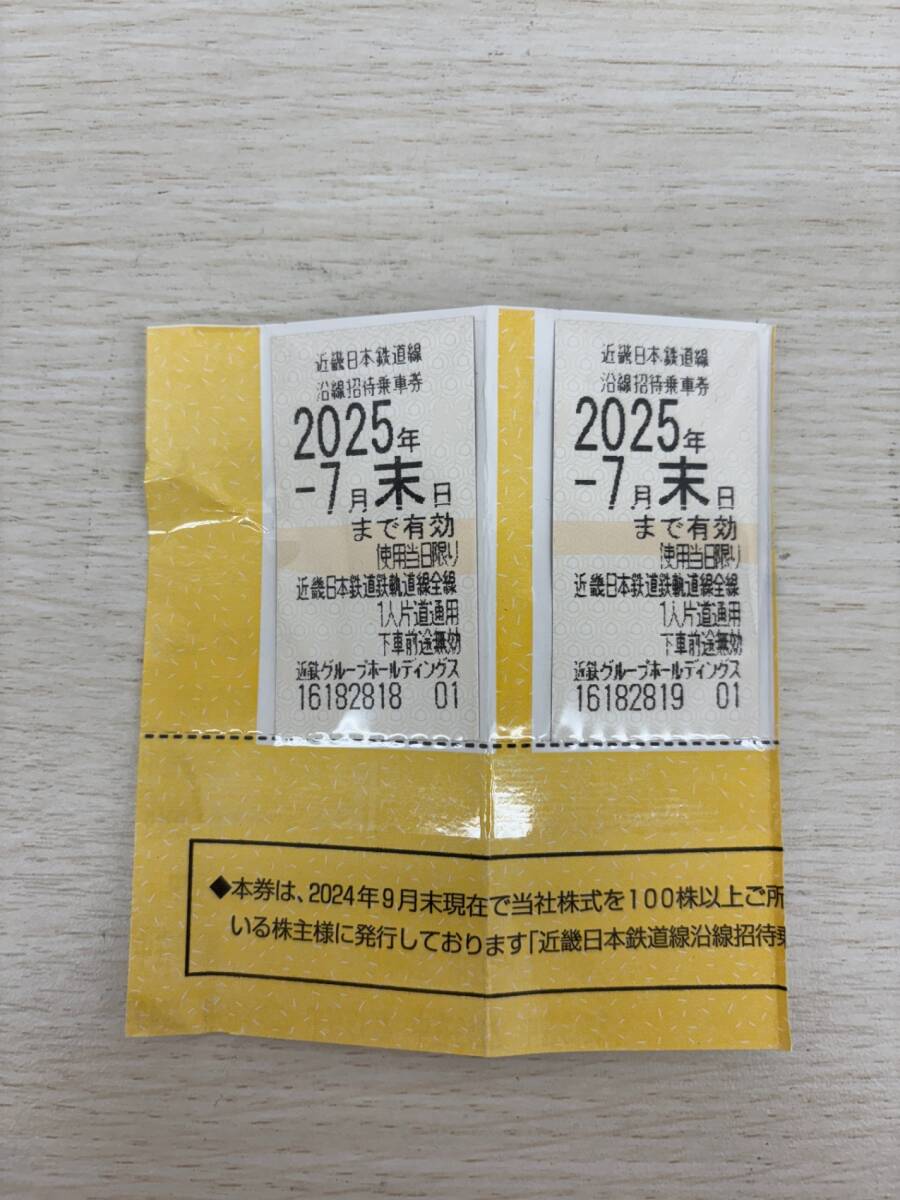 近畿日本鉄道線
沿線招待乗車券
2025年
-7月末日
まで有効
使用当日限り
近畿日本鉄道鉄軌道線全線
1人片道通用
下車前途無効
近鉄グループホールディングス
16182818 01
近畿日本鉄道線
沿線招待乗車券
2025年
-7月末日
まで有効
使用当日限り
近畿日本鉄道鉄軌道線全線
1人片道通用
下車前途無効
近鉄グループホールディングス
16182819 01
◆本券は、2024年9月末現在で当社株式を100株以上ご所
いる株主様に発行しております「近畿日本鉄道線沿線招待乗